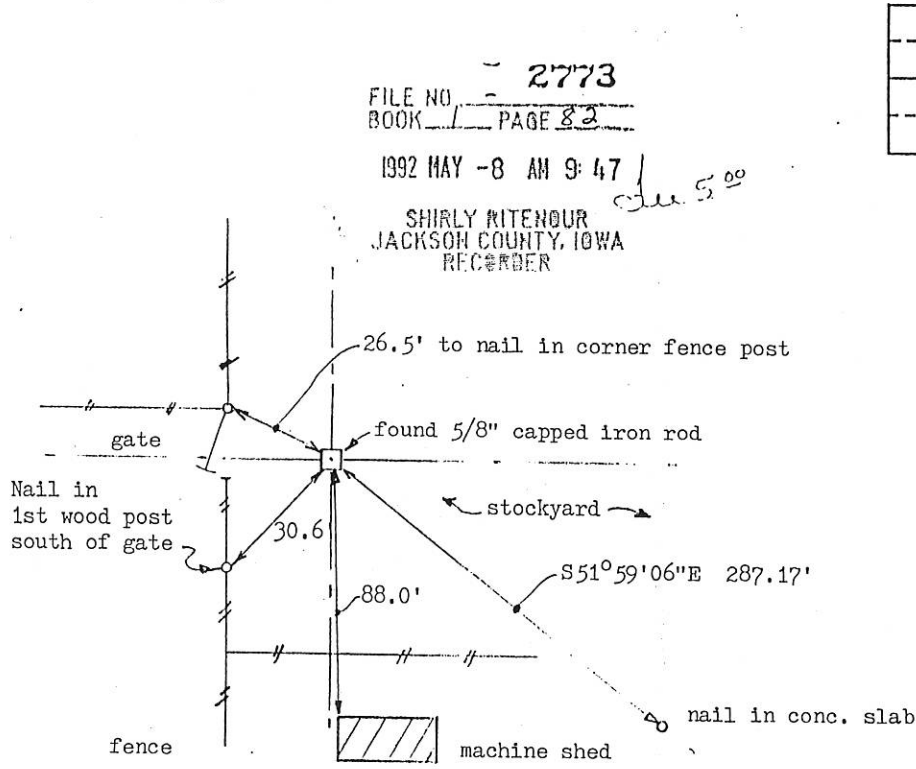 2773
FILE NO
BOOK 1 PAGE 82
1992 MAY -8 AM 9:47
5 00
SHIRLY RITENOUR
JACKSON COUNTY, IOWA
RECORDER
26.5' to nail in corner fence post
found 5/8" capped iron rod
gate
Nail in
1st wood post
south of gate
stockyard
30.6
S51°59'06"E 287.17'
88.0'
nail in conc. slab
fence
machine shed